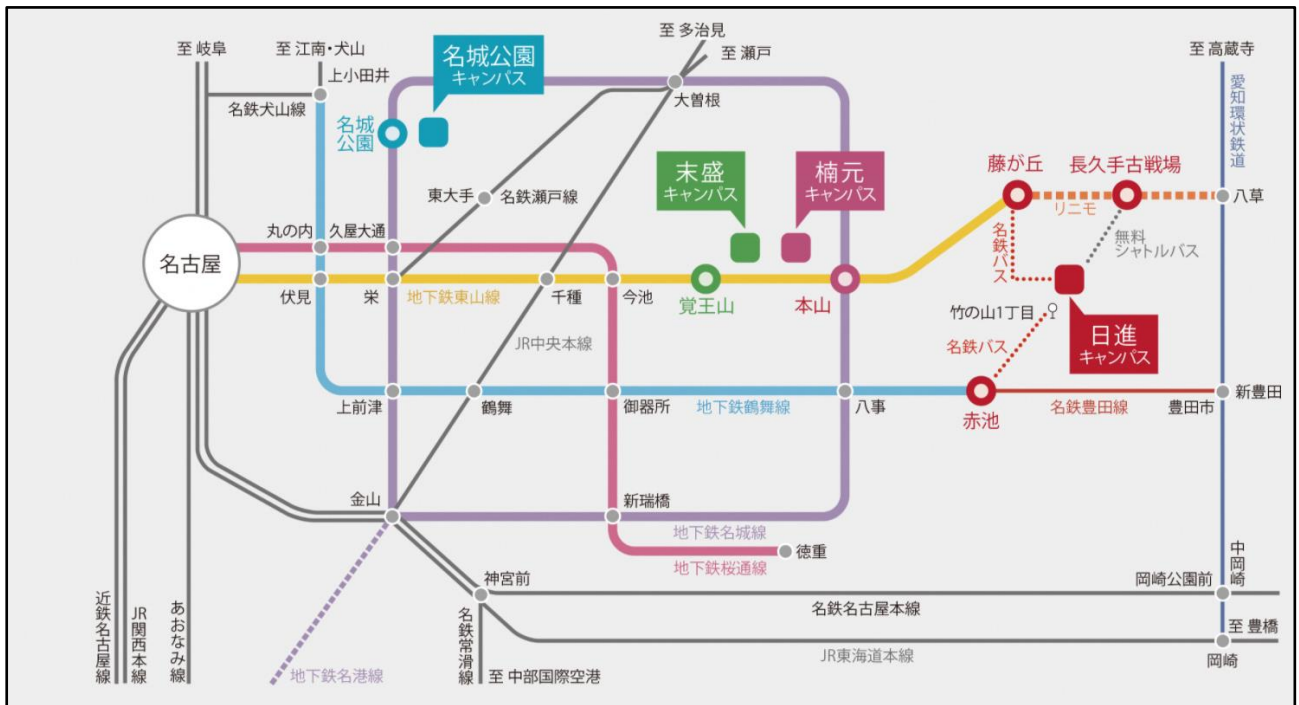 至 多治見
至 岐阜
至 江南・犬山
名城公園
キャンパス
至 瀬戸
至 高蔵寺
上小田井
愛知環状鉄道
名鉄犬山線
大曽根
名城
公園
末盛
キャンパス
楠元
キャンパス
藤が丘
長久手古戦場
東大手
名鉄瀬戸線
リニモ
八草
丸の内
久屋大通
名鉄バス
無料
シャトルバス
名古屋
伏見
栄
地下鉄東山線
千種
今池
覚王山
本山
竹の山1丁目
日進
キャンパス
JR中央本線
名鉄バス
上前津
鶴舞
御器所
地下鉄鶴舞線
八事
赤池
名鉄豊田線
豊田市
新豊田
金山
新瑞橋
地下鉄名城線
徳重
地下鉄桜通線
中岡崎
神宮前
岡崎公園前
名鉄名古屋本線
近鉄名古屋線
JR関西本線
あおなみ線
名鉄常滑線
至 豊橋
JR東海道本線
岡崎
地下鉄名港線
至 中部国際空港